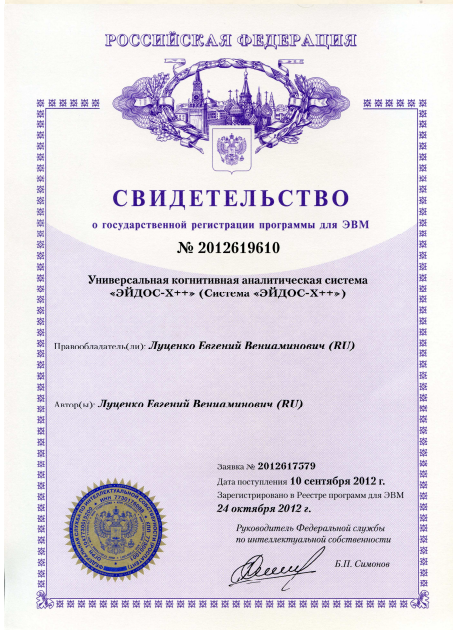 РОССИЙСКАЯ ФЕДЕРАЦИЯ
СВИДЕТЕЛЬСТВО
о государственной регистрации программы для ЭВМ
№ 2012619610
Универсальная когнитивная аналитическая система
«ЭЙДОС-Х++» (Система «ЭЙДОС-Х++»)
Правообладатель(ли): Луценко Евгений Вениаминович (RU)
Автор(ы): Луценко Евгений Вениаминович (RU)
Заявка № 2012617579
Дата поступления 10 сентября 2012 г.
Зарегистрировано в Реестре программ для ЭВМ
24 октября 2012 г.
Руководитель Федеральной службы
по интеллектуальной собственности
Б.П. Симонов